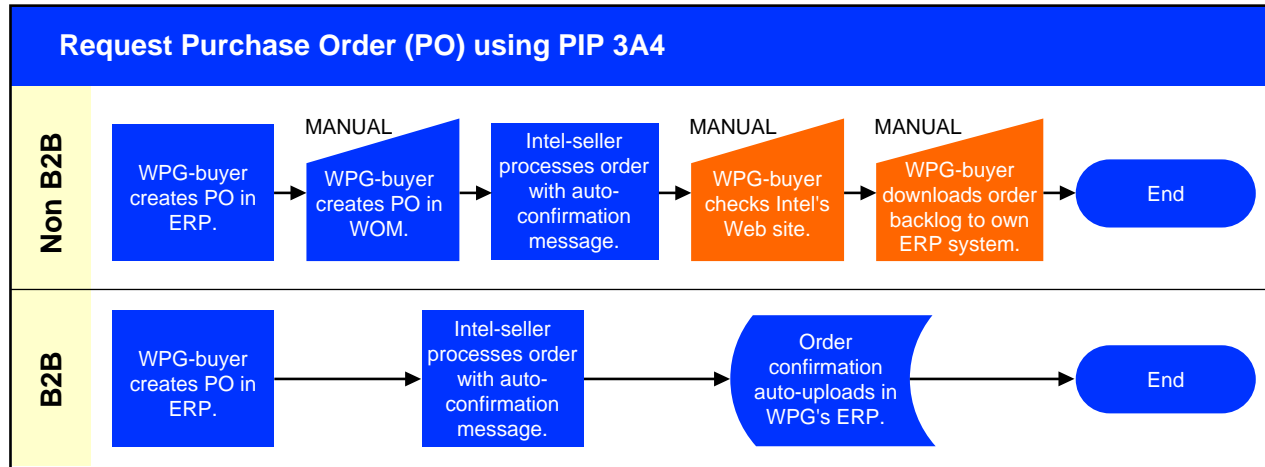 Request Purchase Order (PO) using PIP 3A4
Non B2B
WPG-buyer
creates PO in
ERP.
MANUAL
WPG-buyer
creates PO in
WOM.
Intel-seller
processes order
with auto-
confirmation
message.
MANUAL
WPG-buyer
checks Intel's
Web site.
MANUAL
WPG-buyer
downloads order
backlog to own
ERP system.
End
B2B
WPG-buyer
creates PO in
ERP.
Intel-seller
processes order
with auto-
confirmation
message.
Order
confirmation
auto-uploads in
WPG's ERP.
End